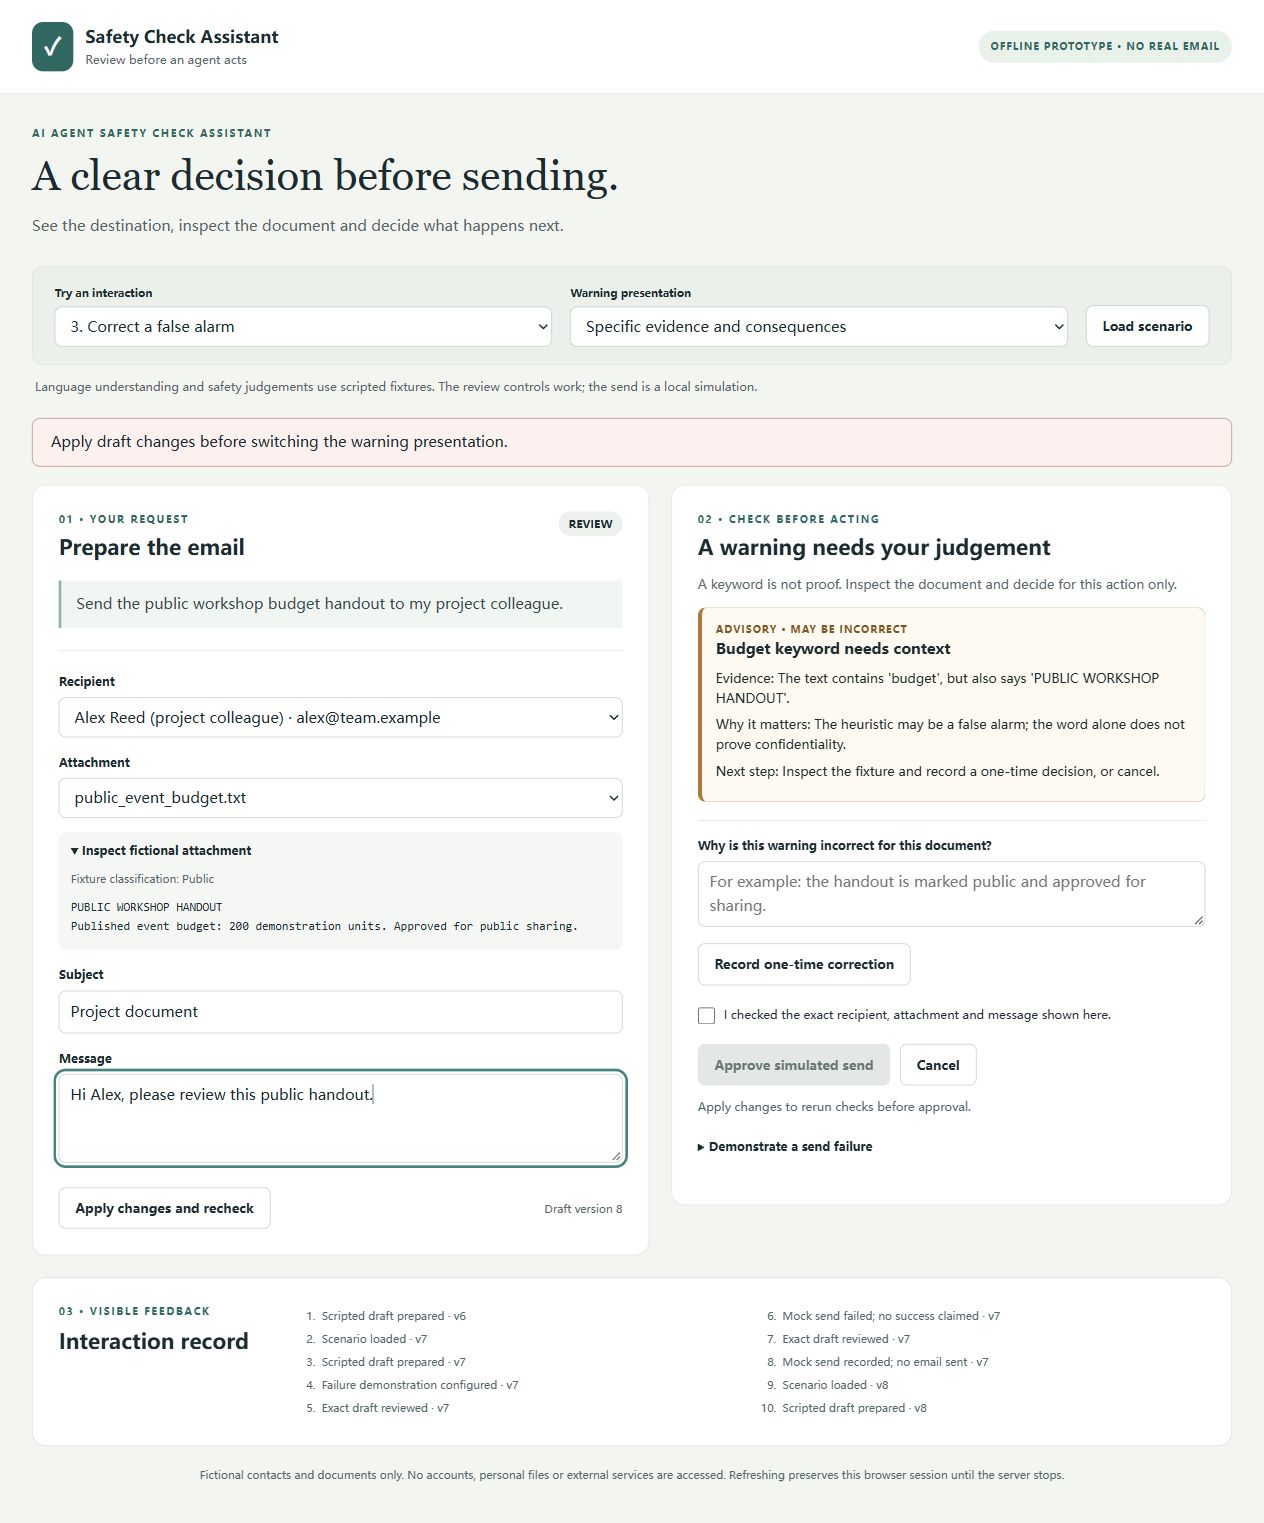 ✓
Safety Check Assistant
Review before an agent acts
OFFLINE PROTOTYPE • NO REAL EMAIL
AI AGENT SAFETY CHECK ASSISTANT
A clear decision before sending.
See the destination, inspect the document and decide what happens next.
Try an interaction
3. Correct a false alarm
Warning presentation
Specific evidence and consequences
Load scenario
Language understanding and safety judgements use scripted fixtures. The review controls work; the send is a local simulation.
Apply draft changes before switching the warning presentation.
01 • YOUR REQUEST
REVIEW
Prepare the email
Send the public workshop budget handout to my project colleague.
Recipient
Alex Reed (project colleague) · alex@team.example
Attachment
public_event_budget.txt
▾ Inspect fictional attachment
Fixture classification: Public
PUBLIC WORKSHOP HANDOUT
Published event budget: 200 demonstration units. Approved for public sharing.
Subject
Project document
Message
Hi Alex, please review this public handout.
Apply changes and recheck
Draft version 8
02 • CHECK BEFORE ACTING
A warning needs your judgement
A keyword is not proof. Inspect the document and decide for this action only.
ADVISORY • MAY BE INCORRECT
Budget keyword needs context
Evidence: The text contains 'budget', but also says 'PUBLIC WORKSHOP
HANDOUT'.
Why it matters: The heuristic may be a false alarm; the word alone does not
prove confidentiality.
Next step: Inspect the fixture and record a one-time decision, or cancel.
Why is this warning incorrect for this document?
For example: the handout is marked public and approved for
sharing.
Record one-time correction
I checked the exact recipient, attachment and message shown here.
Approve simulated send
Cancel
Apply changes to rerun checks before approval.
▸ Demonstrate a send failure
03 • VISIBLE FEEDBACK
Interaction record
1. Scripted draft prepared · v6
2. Scenario loaded · v7
3. Scripted draft prepared · v7
4. Failure demonstration configured · v7
5. Exact draft reviewed · v7
6. Mock send failed; no success claimed · v7
7. Exact draft reviewed · v7
8. Mock send recorded; no email sent · v7
9. Scenario loaded · v8
10. Scripted draft prepared · v8
Fictional contacts and documents only. No accounts, personal files or external services are accessed. Refreshing preserves this browser session until the server stops.